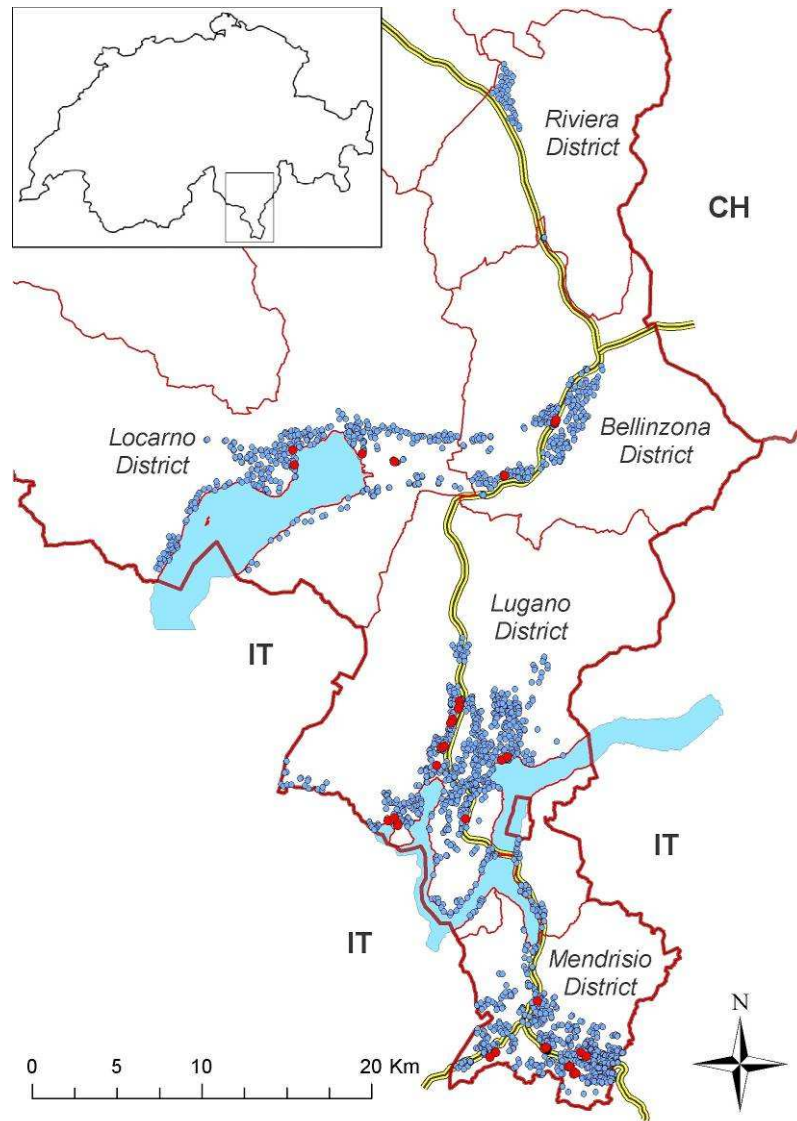 Riviera
District
CH
Locarno
District
Bellinzona
District
Lugano
District
IT
IT
IT
Mendrisio
District
N
0 5 10 20 Km